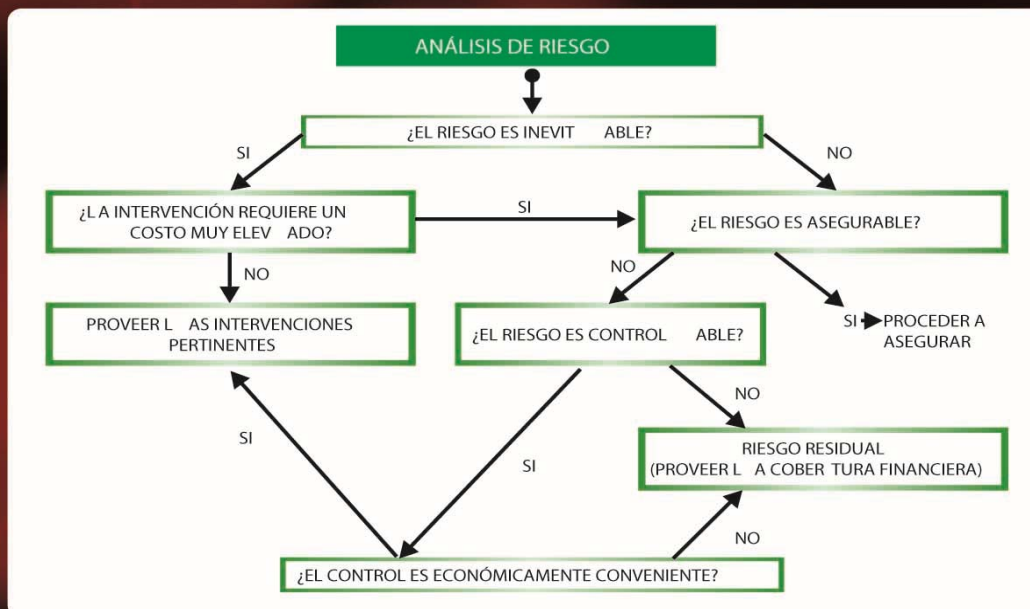 ANÁLISIS DE RIESGO
¿EL RIESGO ES INEVIT ABLE?
SI
NO
¿L A INTERVENCIÓN REQUIERE UN
COSTO MUY ELEV ADO?
SI
¿EL RIESGO ES ASEGURABLE?
NO
NO
PROVEER L AS INTERVENCIONES
PERTINENTES
¿EL RIESGO ES CONTROL ABLE?
SI PROCEDER A
ASEGURAR
NO
SI
SI
RIESGO RESIDUAL
(PROVEER L A COBER TURA FINANCIERA)
NO
¿EL CONTROL ES ECONÓMICAMENTE CONVENIENTE?